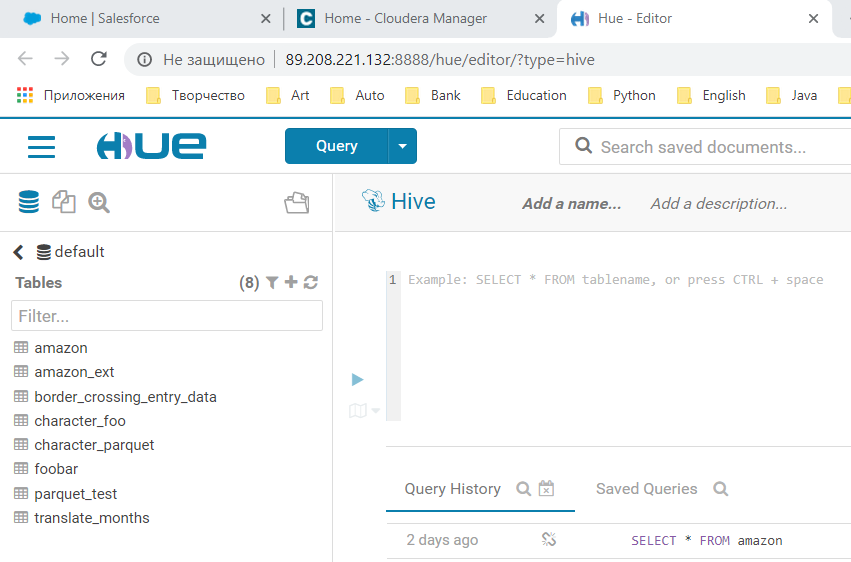 Home | Salesforce
Home - Cloudera Manager
Hue - Editor
Не защищено | 89.208.221.132:8888/hue/editor/?type=hive
Приложения Творчество Art Auto Bank Education Python English Java
HUE
Query
Search saved documents...
Hive Add a name... Add a description...
default
Tables (8)
Filter...
amazon
amazon_ext
border_crossing_entry_data
character_foo
character_parquet
foobar
parquet_test
translate_months
1 Example: SELECT * FROM tablename, or press CTRL + space
Query History Saved Queries
2 days ago SELECT * FROM amazon